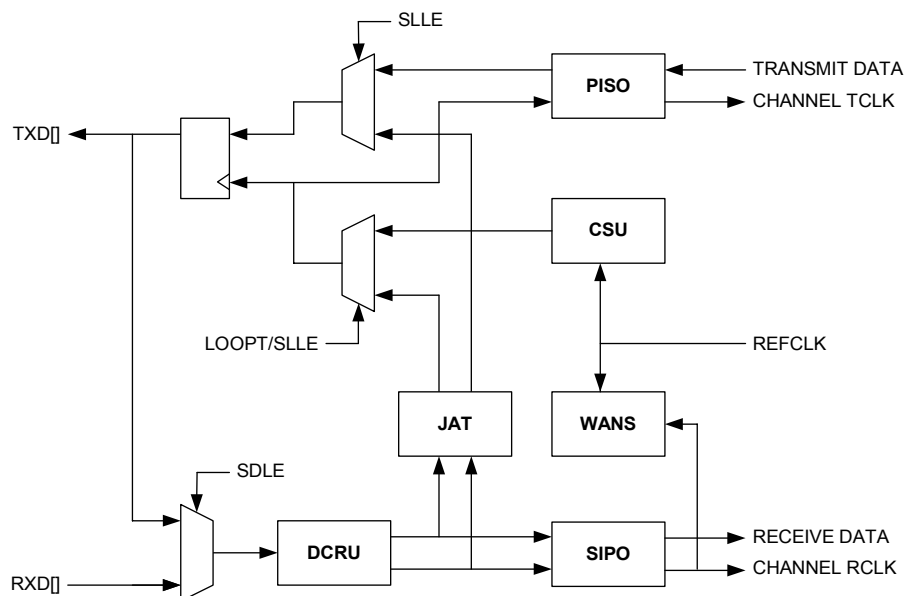 SLLE
PISO
TRANSMIT DATA
CHANNEL TCLK
TXD[]
CSU
LOOPT/SLLE
REFCLK
JAT
WANS
SDLE
DCRU
SIPO
RECEIVE DATA
CHANNEL RCLK
RXD[]